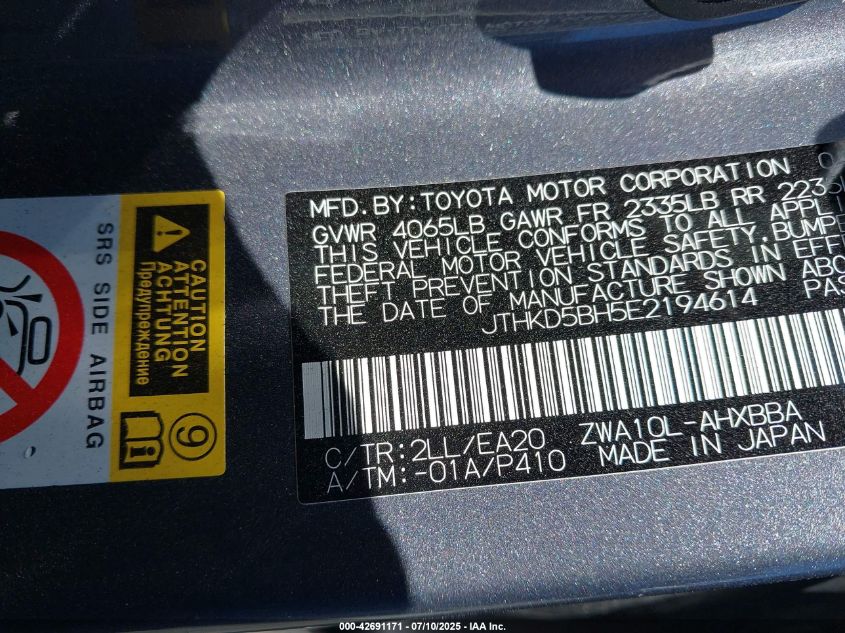 SRS SIDE AIRBAG
CAUTION
ATTENTION
ACHTUNG
Предупреждение
9
MFD.BY:TOYOTA MOTOR CORPORATION
GVWR 4065LB GAWR FR 2335LB RR 2235
THIS VEHICLE CONFORMS TO ALL APPL
FEDERAL MOTOR VEHICLE SAFETY,BUMPE
THEFT PREVENTION STANDARDS IN EFF
THE DATE OF MANUFACTURE SHOWN ABO
JTHKD5BH5E2194614 PAS
C/TR:2LL/EA20 ZWA10L-AHXBBA
A/TM:-01A/P410 MADE IN JAPAN
000-42691171 | 07/10/2025 - IAA Inc.